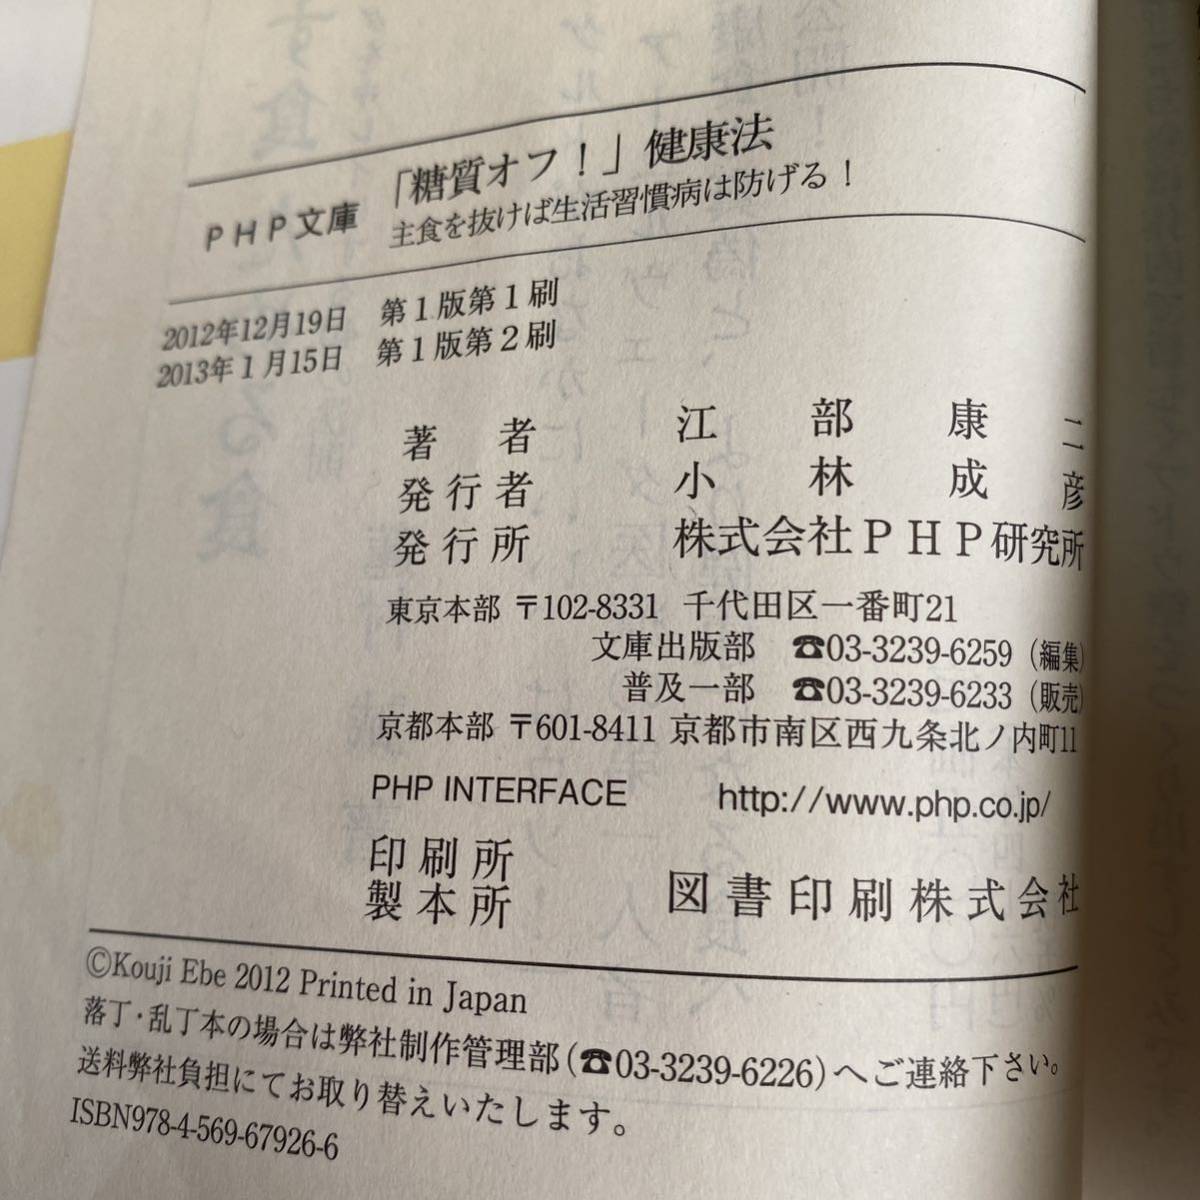 PHP文庫 「糖質オフ！」健康法
主食を抜けば生活習慣病は防げる！
2012年12月19日 第1版第1刷
2013年1月15日 第1版第2刷
著者 江部康二
発行者 小林成彦
発行所 株式会社PHP研究所
東京本部 〒102-8331 千代田区一番町21
文庫出版部 ☎03-3239-6259（編集）
普及一部 ☎03-3239-6233（販売）
京都本部 〒601-8411 京都市南区西九条北ノ内町11
PHP INTERFACE http://www.php.co.jp/
印刷所
製本所 図書印刷株式会社
©Kouji Ebe 2012 Printed in Japan
落丁・乱丁本の場合は弊社制作管理部（☎03-3239-6226）へご連絡下さい。
送料弊社負担にてお取り替えいたします。
ISBN978-4-569-67926-6